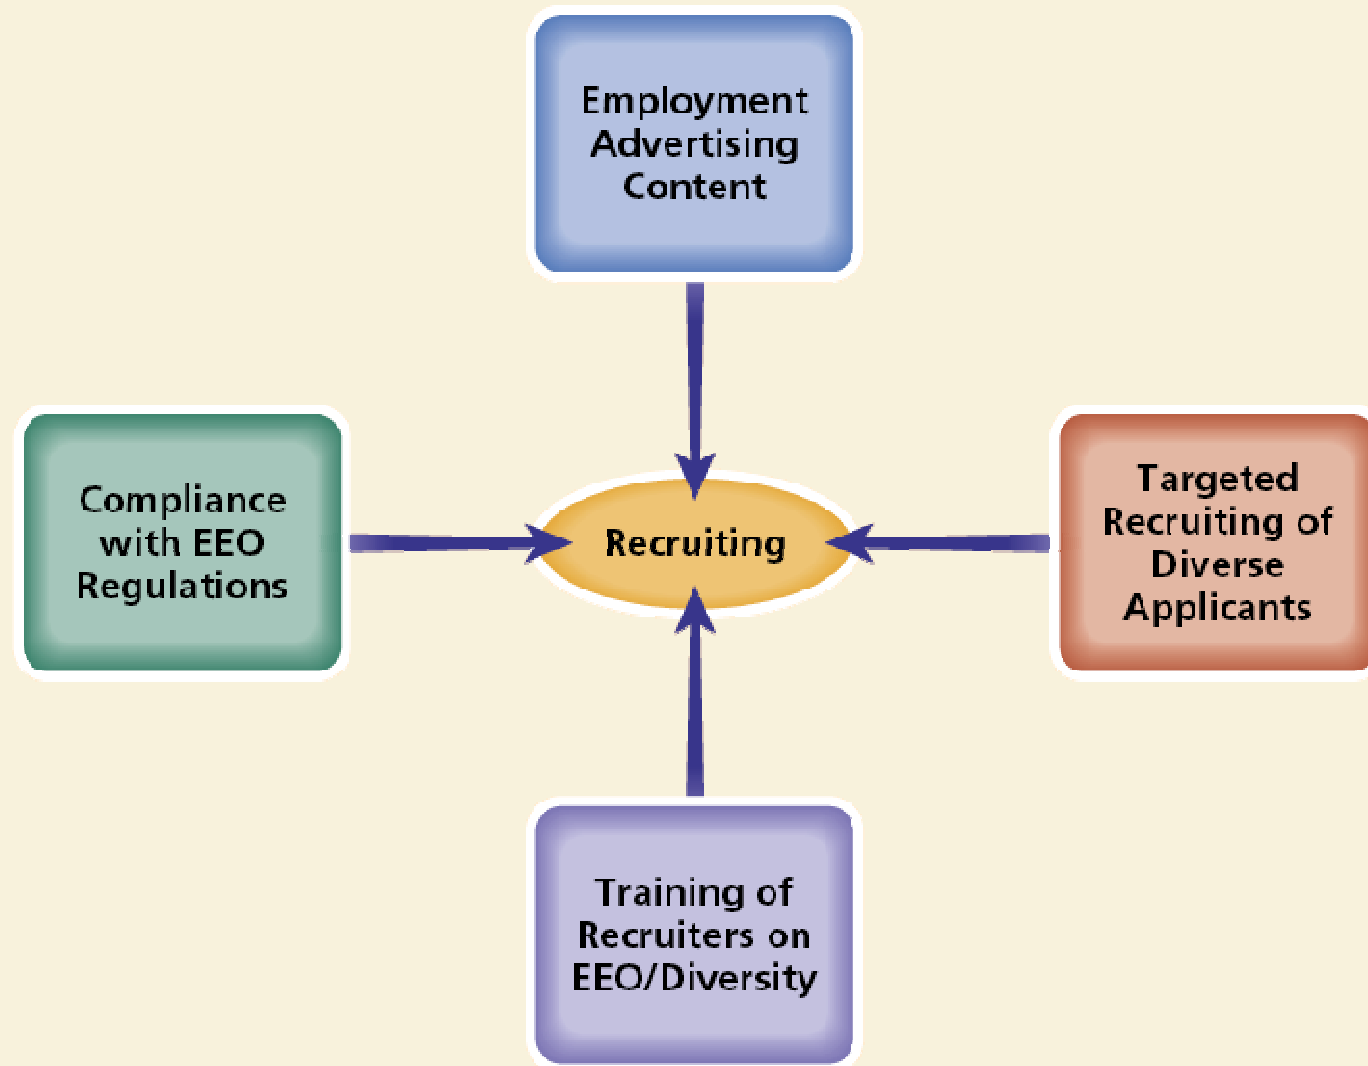 Employment
Advertising
Content
Compliance
with EEO
Regulations
Recruiting
Targeted
Recruiting of
Diverse
Applicants
Training of
Recruiters on
EEO/Diversity